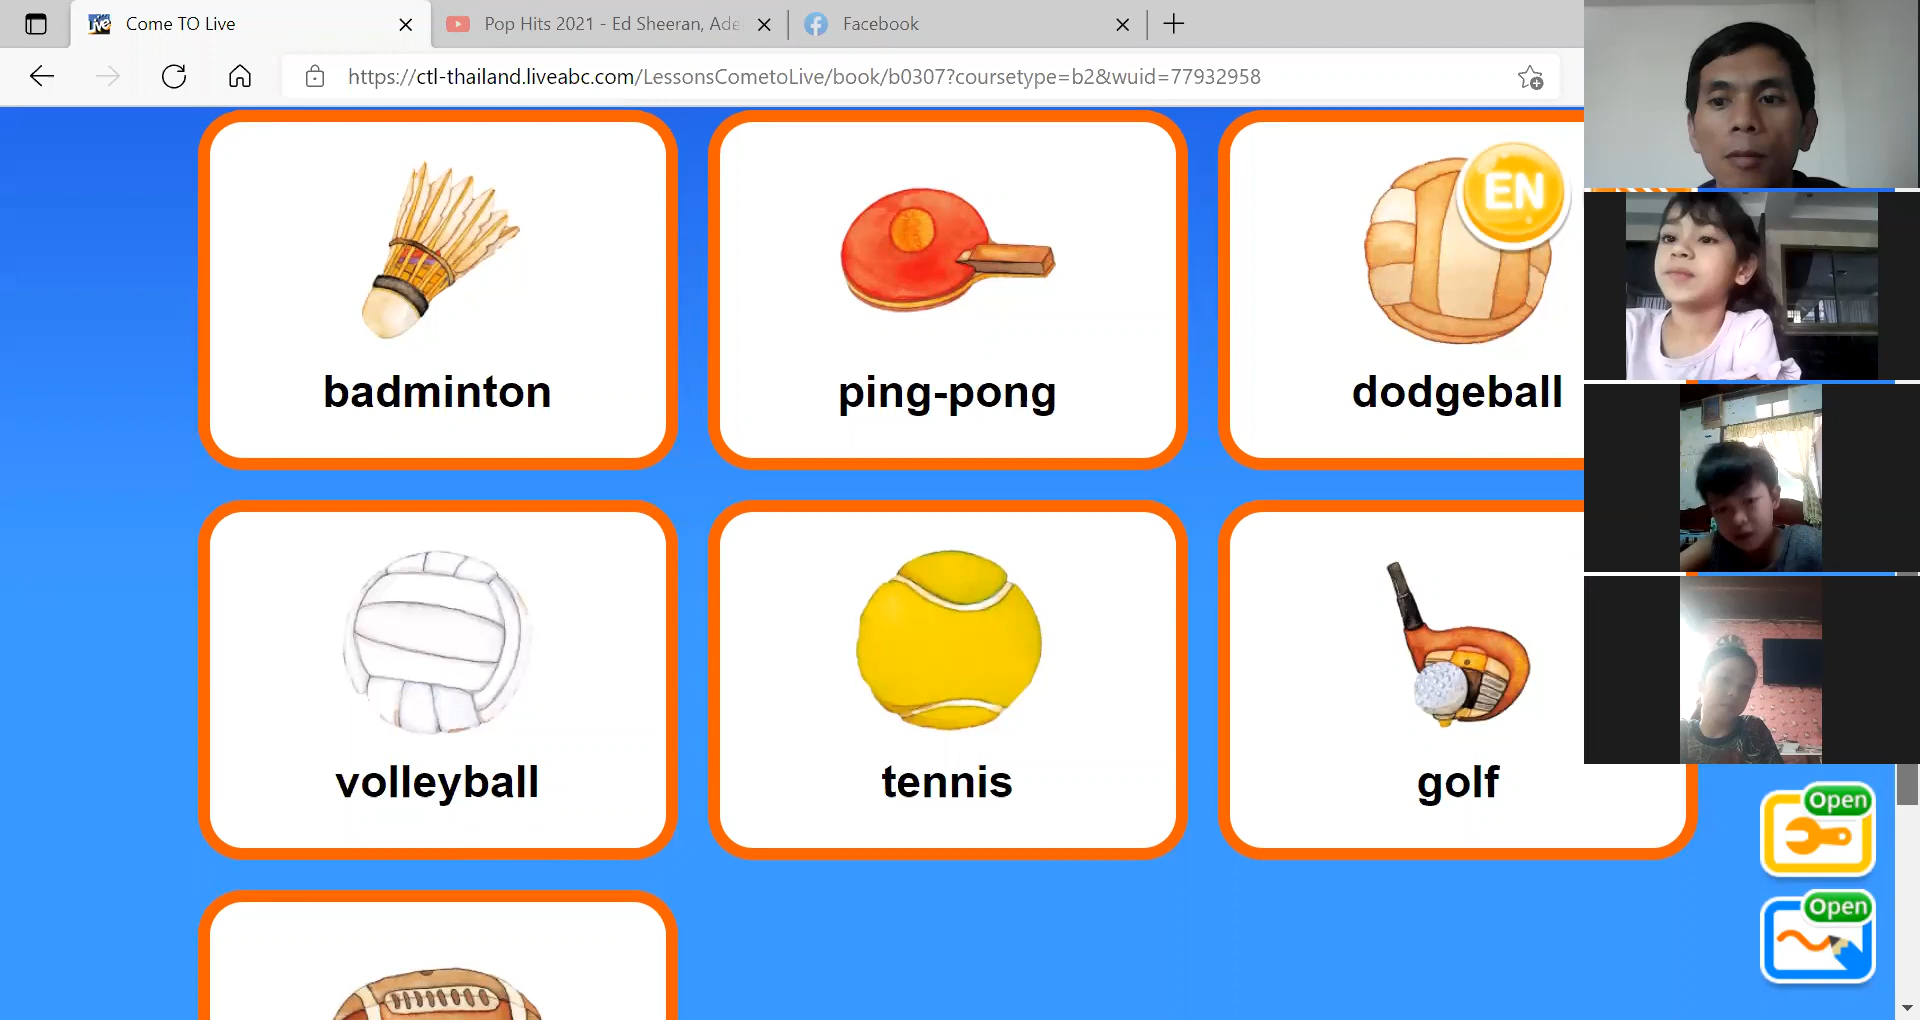 Come TO Live
Pop Hits 2021 - Ed Sheeran, Ade
Facebook
https://ctl-thailand.liveabc.com/LessonsCometoLive/book/b0307?coursetype=b2&wuid=77932958
EN
badminton
ping-pong
dodgeball
volleyball
tennis
golf
Open
Open